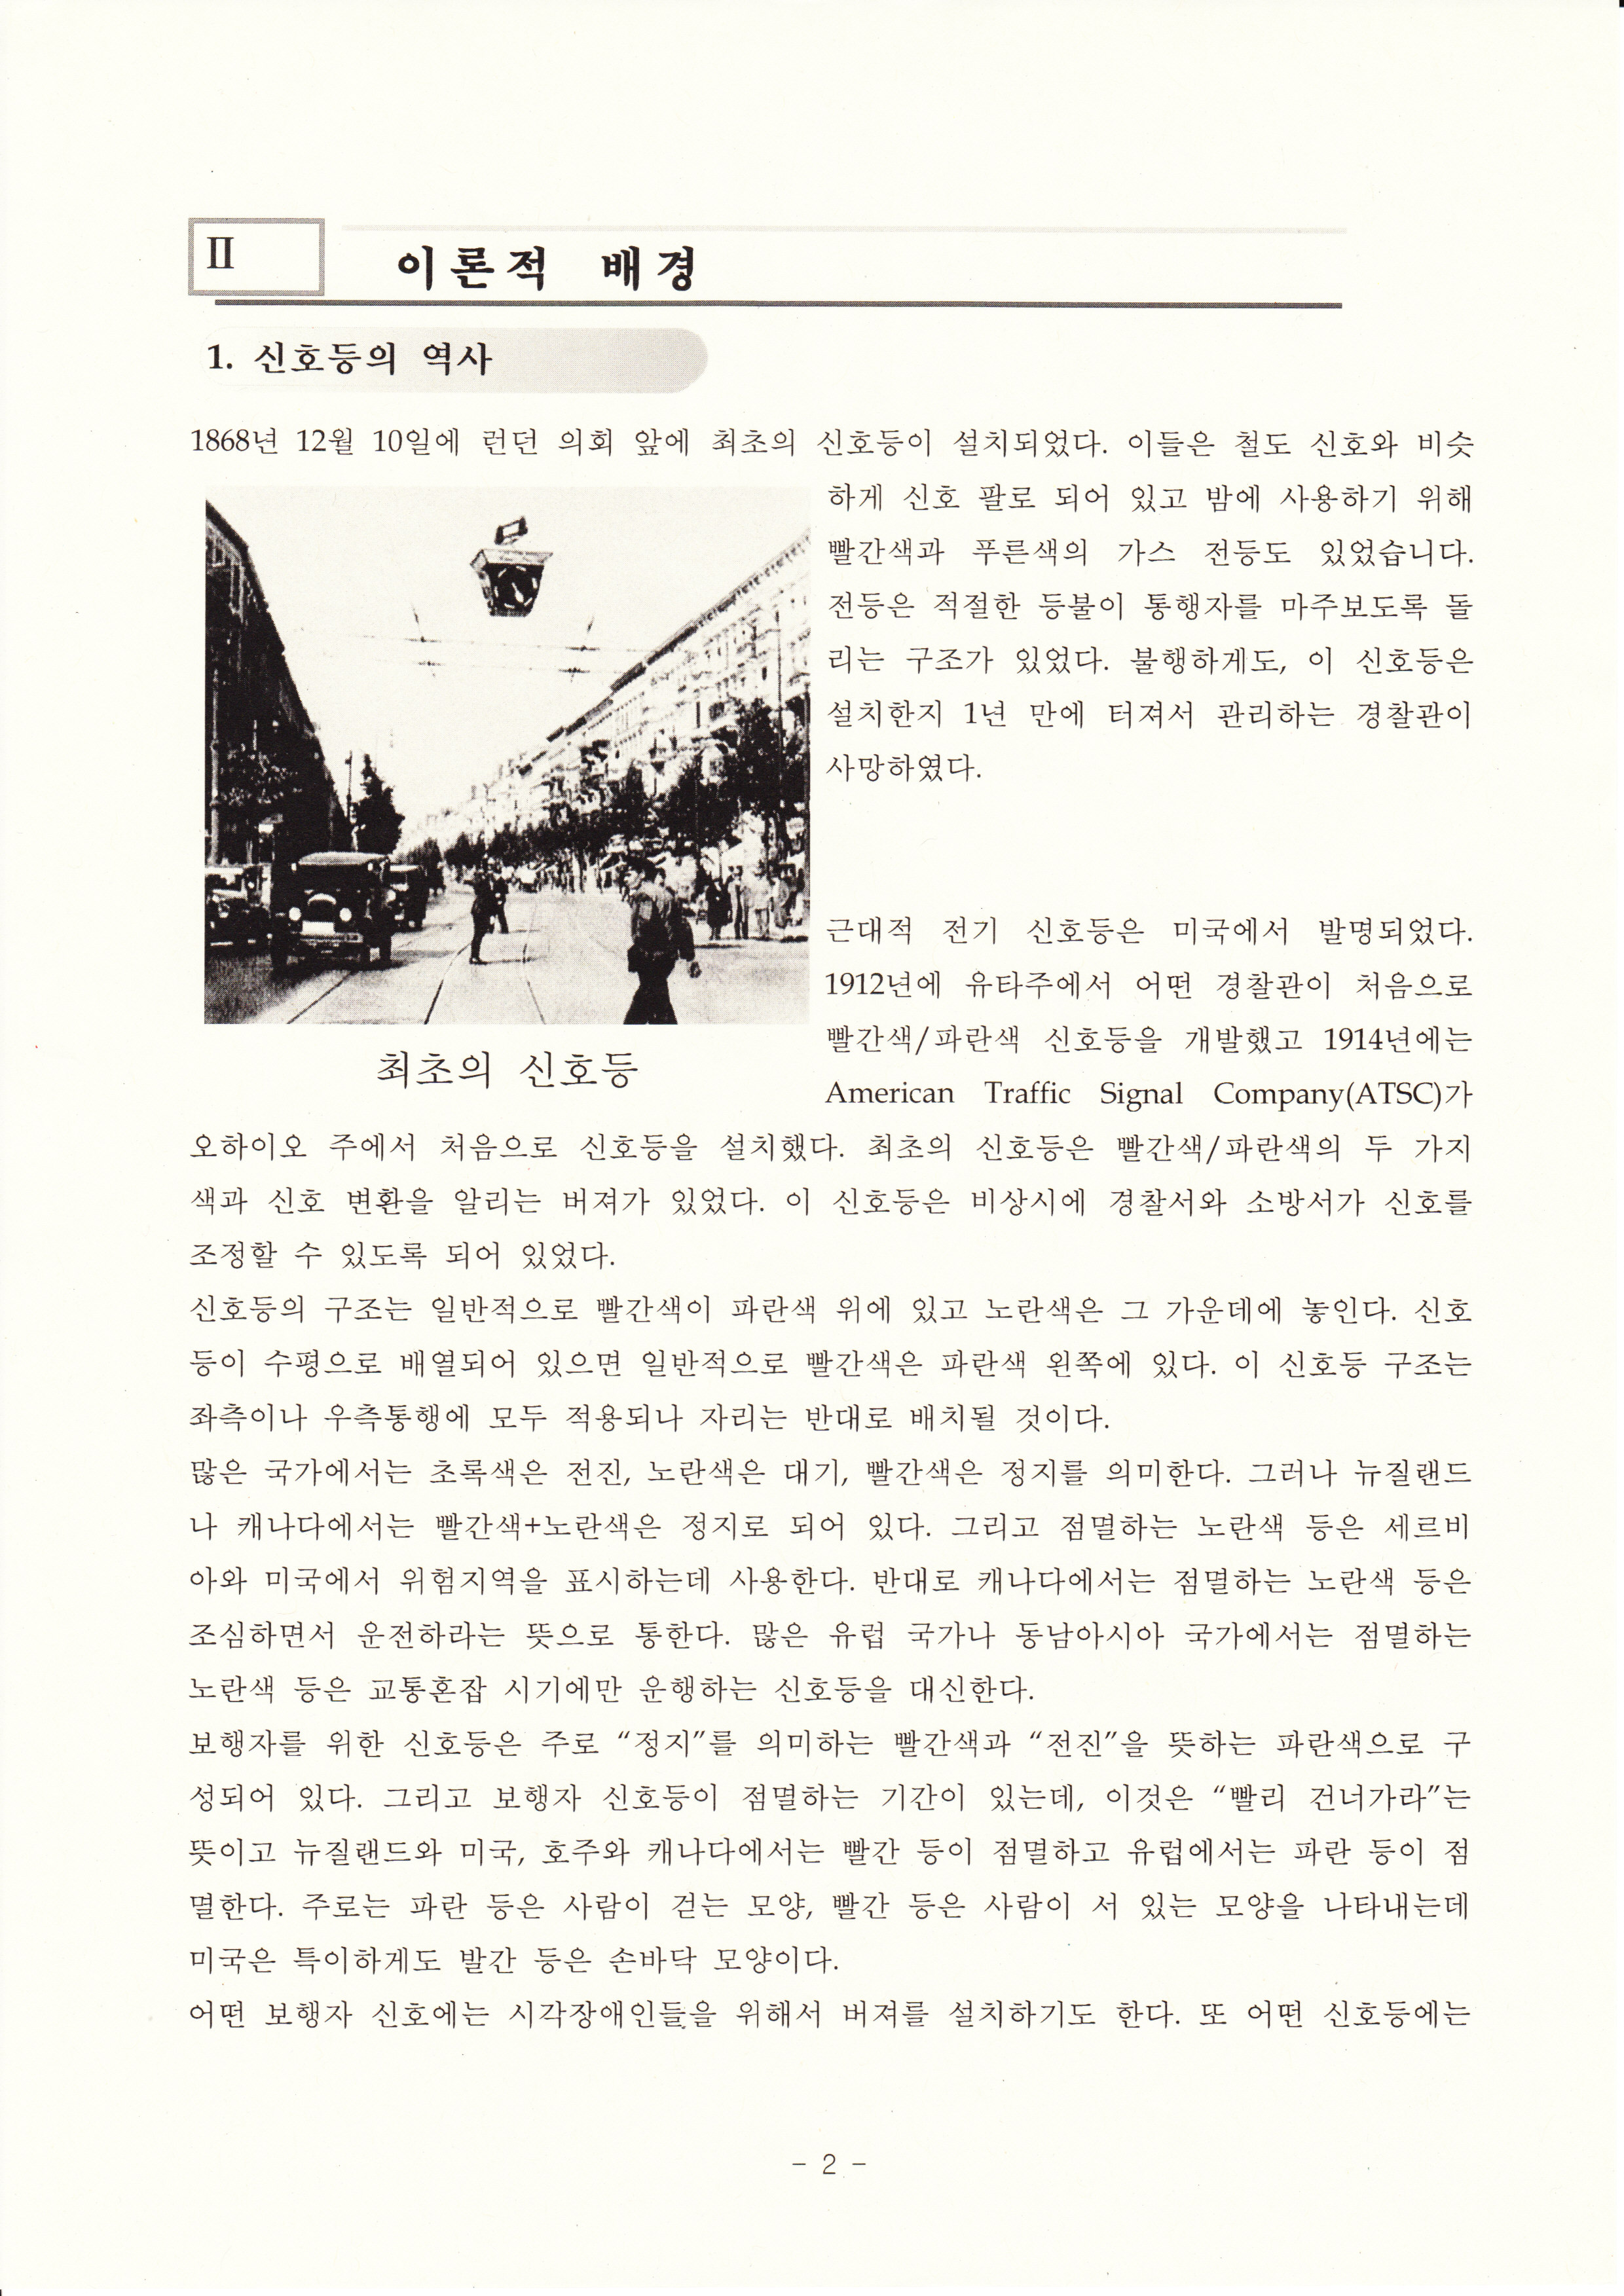 Ⅱ
이론적 배경
1. 신호등의 역사
1868년 12월 10일에 런던 의회 앞에 최초의 신호등이 설치되었다. 이들은 철도 신호와 비슷
하게 신호 팔로 되어 있고 밤에 사용하기 위해
빨간색과 푸른색의 가스 전등도 있었습니다.
전등은 적절한 등불이 통행자를 마주보도록 돌
리는 구조가 있었다. 불행하게도, 이 신호등은
설치한지 1년 만에 터져서 관리하는 경찰관이
사망하였다.
최초의 신호등
근대적 전기 신호등은 미국에서 발명되었다.
1912년에 유타주에서 어떤 경찰관이 처음으로
빨간색/파란색 신호등을 개발했고 1914년에는
American Traffic Signal Company(ATSC)가
오하이오 주에서 처음으로 신호등을 설치했다. 최초의 신호등은 빨간색/파란색의 두 가지
색과 신호 변환을 알리는 버져가 있었다. 이 신호등은 비상시에 경찰서와 소방서가 신호를
조정할 수 있도록 되어 있었다.
신호등의 구조는 일반적으로 빨간색이 파란색 위에 있고 노란색은 그 가운데에 놓인다. 신호
등이 수평으로 배열되어 있으면 일반적으로 빨간색은 파란색 왼쪽에 있다. 이 신호등 구조는
좌측이나 우측통행에 모두 적용되나 자리는 반대로 배치될 것이다.
많은 국가에서는 초록색은 전진, 노란색은 대기, 빨간색은 정지를 의미한다. 그러나 뉴질랜드
나 캐나다에서는 빨간색+노란색은 정지로 되어 있다. 그리고 점멸하는 노란색 등은 세르비
아와 미국에서 위험지역을 표시하는데 사용한다. 반대로 캐나다에서는 점멸하는 노란색 등은
조심하면서 운전하라는 뜻으로 통한다. 많은 유럽 국가나 동남아시아 국가에서는 점멸하는
노란색 등은 교통혼잡 시기에만 운행하는 신호등을 대신한다.
보행자를 위한 신호등은 주로 “정지”를 의미하는 빨간색과 “전진”을 뜻하는 파란색으로 구
성되어 있다. 그리고 보행자 신호등이 점멸하는 기간이 있는데, 이것은 “빨리 건너가라”는
뜻이고 뉴질랜드와 미국, 호주와 캐나다에서는 빨간 등이 점멸하고 유럽에서는 파란 등이 점
멸한다. 주로는 파란 등은 사람이 걷는 모양, 빨간 등은 사람이 서 있는 모양을 나타내는데
미국은 특이하게도 발간 등은 손바닥 모양이다.
어떤 보행자 신호에는 시각장애인들을 위해서 버져를 설치하기도 한다. 또 어떤 신호등에는
- 2 -